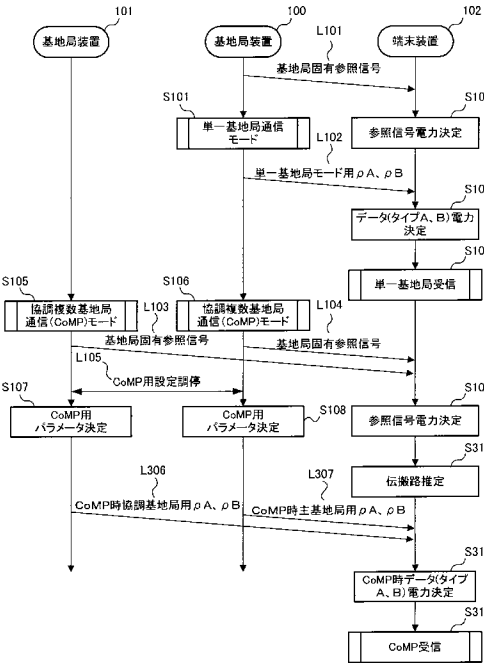 101
100
102
基地局装置
基地局装置
端末装置
L101
基地局固有参照信号
S101
S10
単一基地局通信
モード
参照信号電力決定
L102
単一基地局モード用ρA、ρB
S10
データ(タイプA、B)電力
決定
S10
単一基地局受信
S105
S106
L103
L104
協調複数基地局
通信(CoMP)モード
協調複数基地局
通信(CoMP)モード
基地局固有参照信号
基地局固有参照信号
L105
CoMP用設定調停
S107
S108
S10
CoMP用
パラメータ決定
CoMP用
パラメータ決定
参照信号電力決定
S31
伝搬路推定
L306
L307
CoMP時協調基地局用ρA、ρB
CoMP時主基地局用ρA、ρB
S31
CoMP時データ(タイプ
A、B)電力決定
S31
CoMP受信